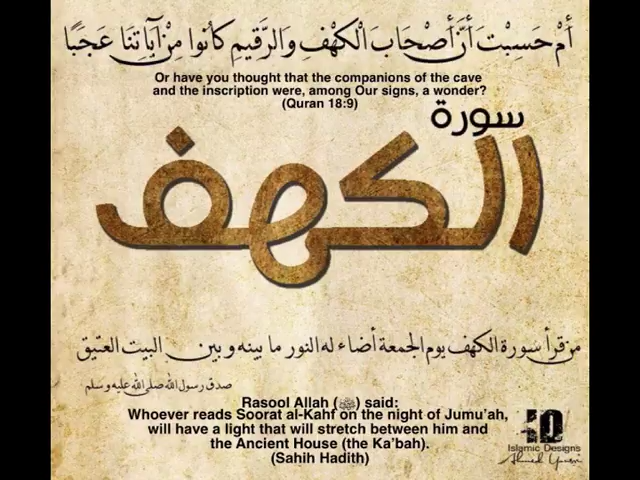 أَمْ حَسِبْتَ أَنَّ أَصْحَابَ الْكَهْفِ وَالرَّقِيمِ كَانُوا مِنْ آيَاتِنَا عَجَبًا
Or have you thought that the companions of the cave
and the inscription were, among Our signs, a wonder?
(Quran 18:9)
سورة
الكهف
من قرأ سورة الكهف يوم الجمعة أضاء له النور ما بينه وبين البيت العتيق
صدق رسول الله صلى الله عليه وسلم
Rasool Allah (ﷺ) said:
Whoever reads Soorat al-Kahf on the night of Jumu'ah,
will have a light that will stretch between him and
the Ancient House (the Ka'bah).
(Sahih Hadith)
ID
Islamic Designs
Ahmed